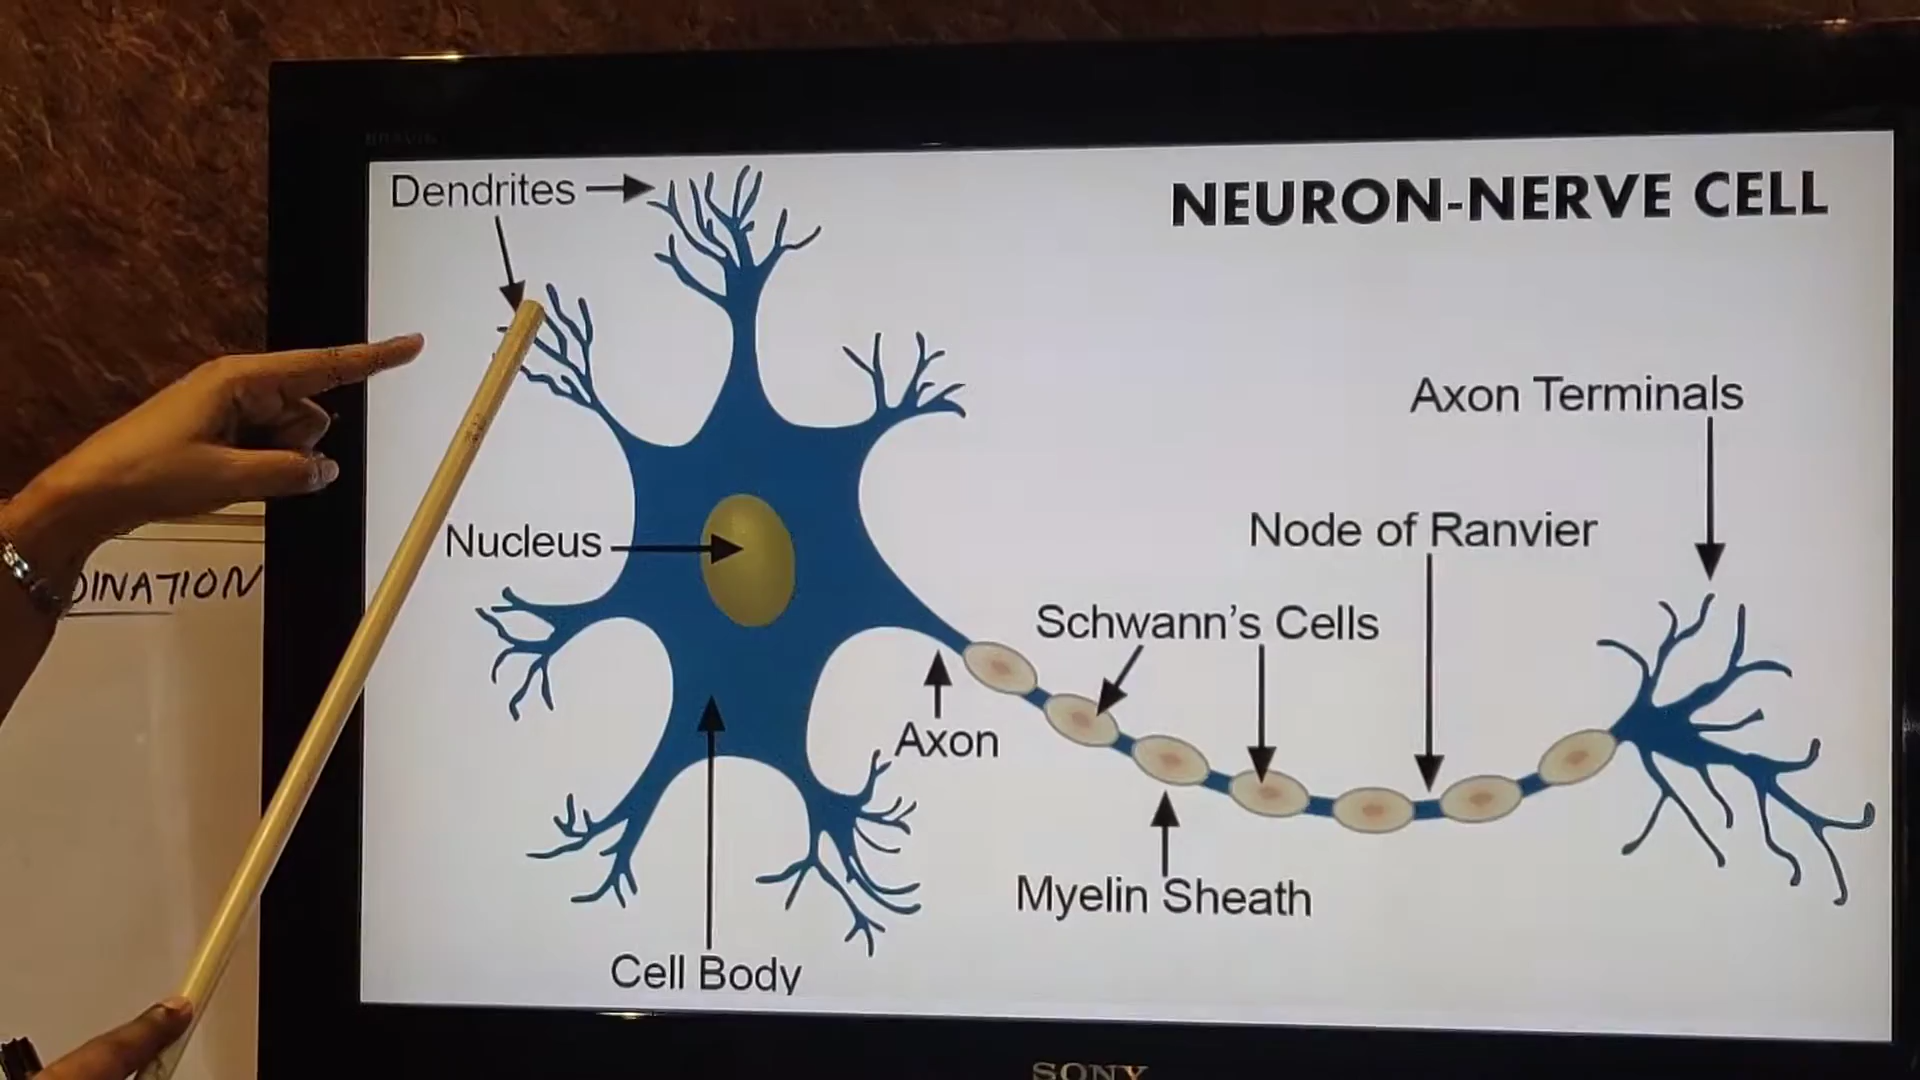 BRAVIA
Dendrites
NEURON-NERVE CELL
Axon Terminals
Node of Ranvier
Nucleus
DINATION
Schwann's Cells
Axon
Myelin Sheath
Cell Body
SONY